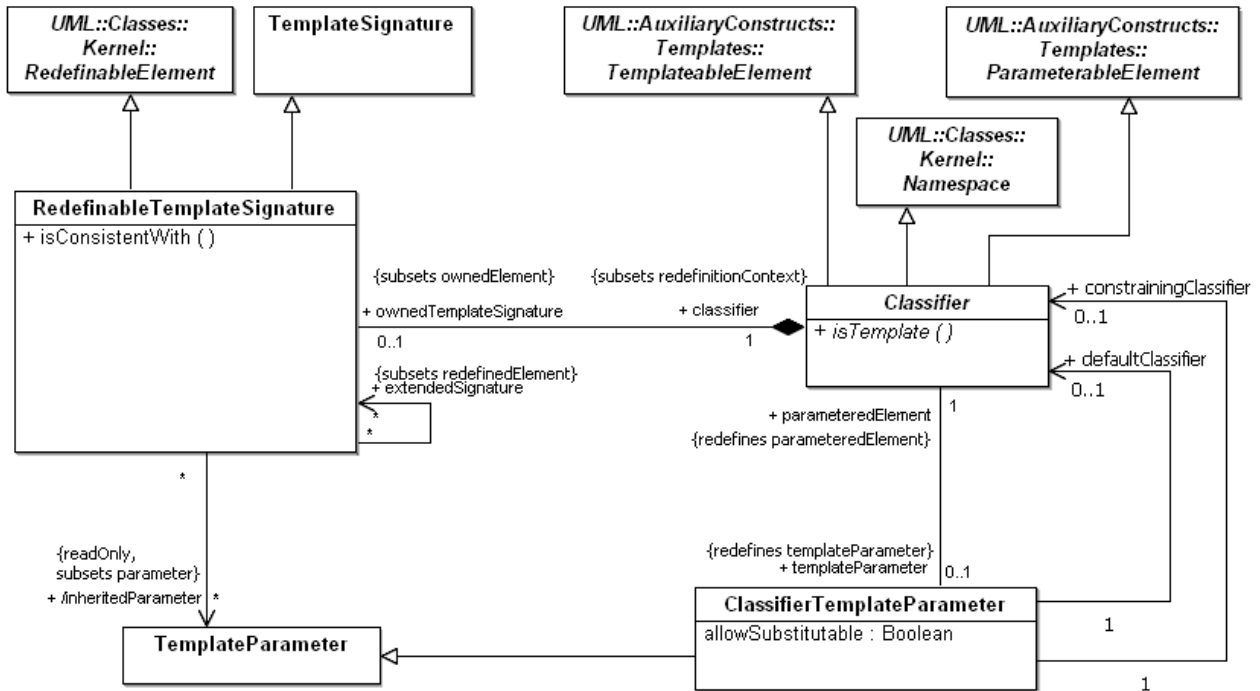 UML::Classes::
Kernel::
RedefinableElement
TemplateSignature
UML::AuxiliaryConstructs::
Templates::
TemplateableElement
UML::AuxiliaryConstructs::
Templates::
ParameterableElement
UML::Classes::
Kernel::
Namespace
RedefinableTemplateSignature
+ isConsistentWith ( )
{subsets ownedElement}
{subsets redefinitionContext}
+ ownedTemplateSignature
+ classifier
0..1
1
Classifier
+ isTemplate ( )
+ constrainingClassifier
0..1
+ defaultClassifier
0..1
{subsets redefinedElement}
+ extendedSignature
*
*
+ parameteredElement
1
{redefines parameteredElement}
*
{readOnly,
subsets parameter}
+ /inheritedParameter
*
{redefines templateParameter}
+ templateParameter
0..1
TemplateParameter
ClassifierTemplateParameter
allowSubstitutable : Boolean
1
1